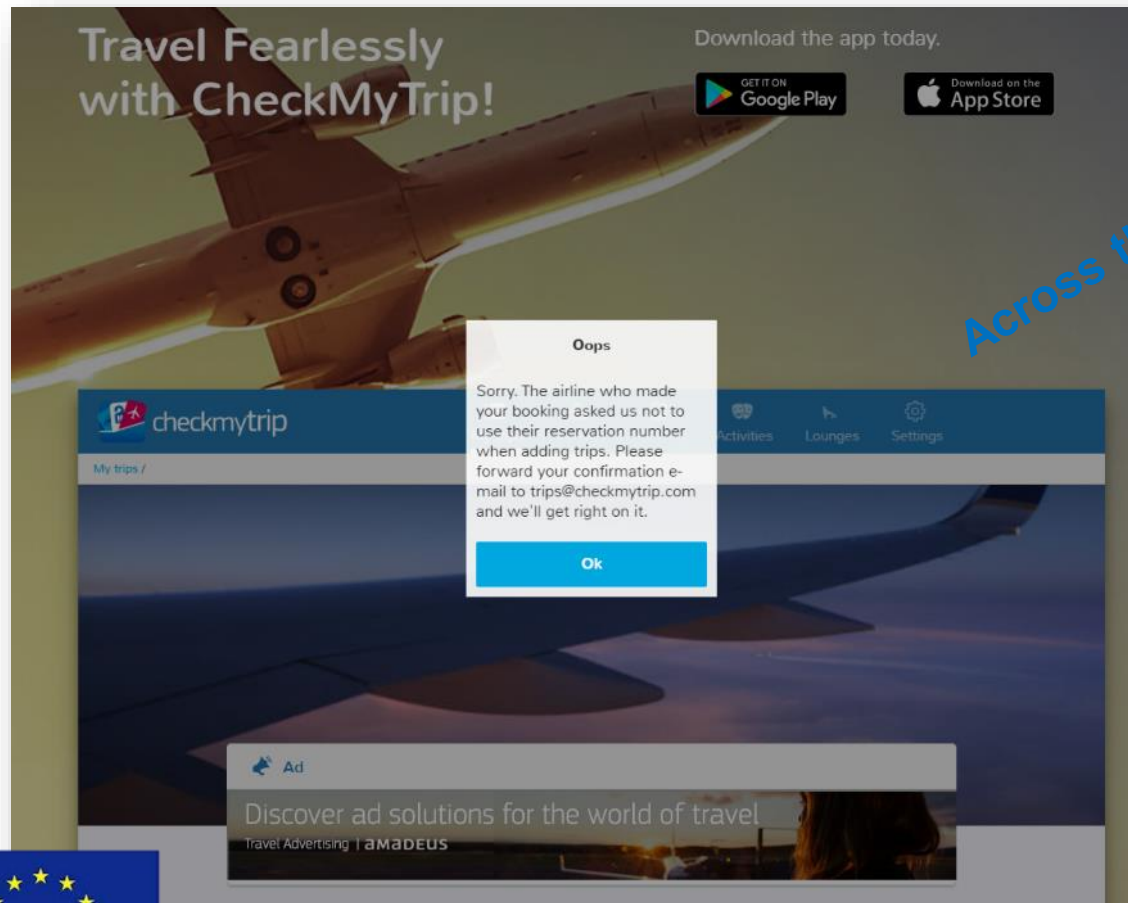 Travel Fearlessly
with CheckMyTrip!
Download the app today.
GET IT ON
Google Play
Download on the
App Store
Across
Oops
Sorry. The airline who made
your booking asked us not to
use their reservation number
when adding trips. Please
forward your confirmation e-
mail to trips@checkmytrip.com
and we'll get right on it.
Ok
checkmytrip
Activities
Lounges
Settings
My trips /
Ad
Discover ad solutions for the world of travel
Travel Advertising | amadeus